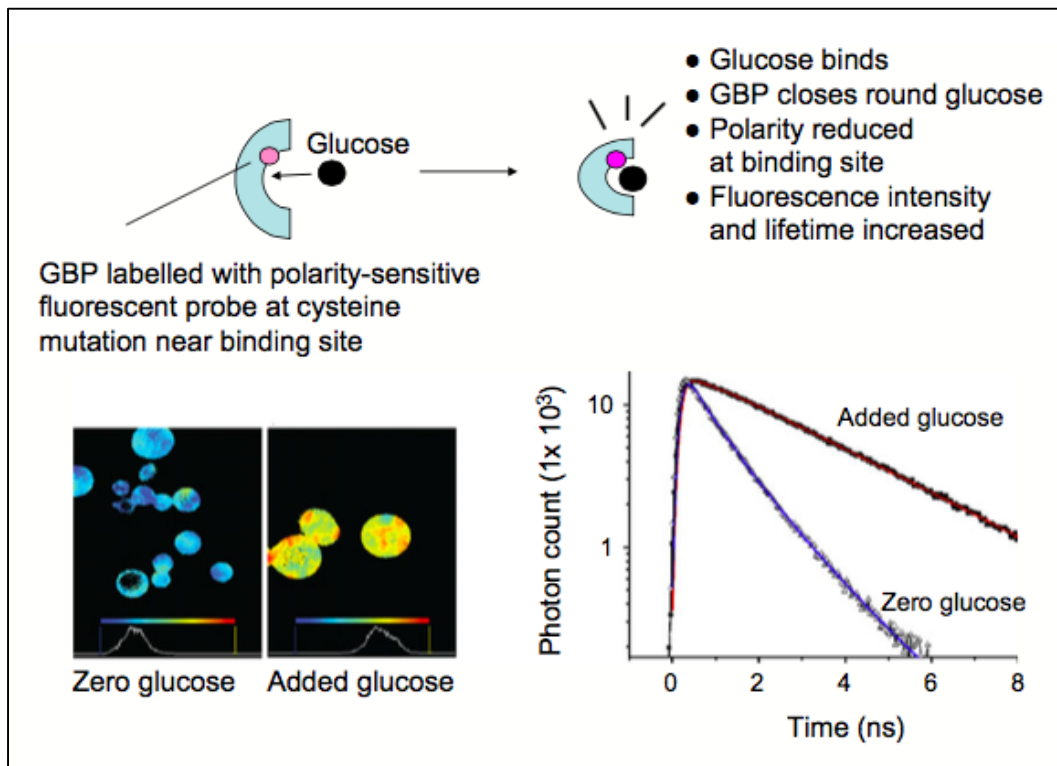 ● Glucose binds
● GBP closes round glucose
● Polarity reduced
at binding site
● Fluorescence intensity
and lifetime increased
Glucose
GBP labelled with polarity-sensitive
fluorescent probe at cysteine
mutation near binding site
Zero glucose
Added glucose
Photon count (1x 10³)
10
1
Added glucose
Zero glucose
0 2 4 6 8
Time (ns)